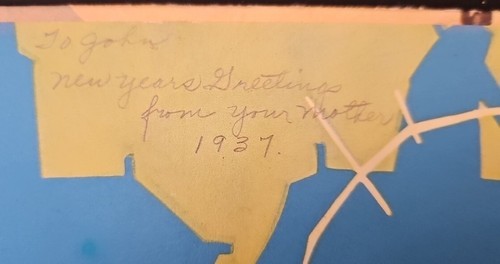 To John
New years Greetings
from your mother
1937.